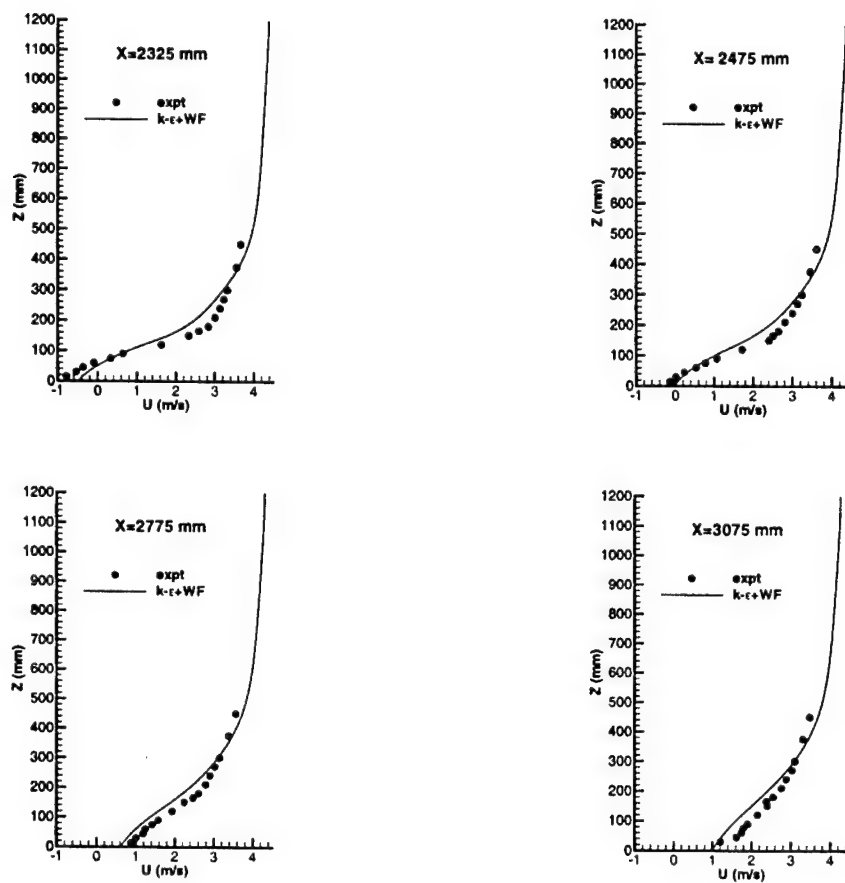 X=2325 mm
expt
k-ε+WF
Z (mm)
1200
1100
1000
900
800
700
600
500
400
300
200
100
0
-1 0 1 2 3 4
U (m/s)
X= 2475 mm
expt
k-ε+WF
Z (mm)
1200
1100
1000
900
800
700
600
500
400
300
200
100
0
-1 0 1 2 3 4
U (m/s)
X=2775 mm
expt
k-ε+WF
Z (mm)
1200
1100
1000
900
800
700
600
500
400
300
200
100
0
-1 0 1 2 3 4
U (m/s)
X=3075 mm
expt
k-ε+WF
Z (mm)
1200
1100
1000
900
800
700
600
500
400
300
200
100
0
-1 0 1 2 3 4
U (m/s)